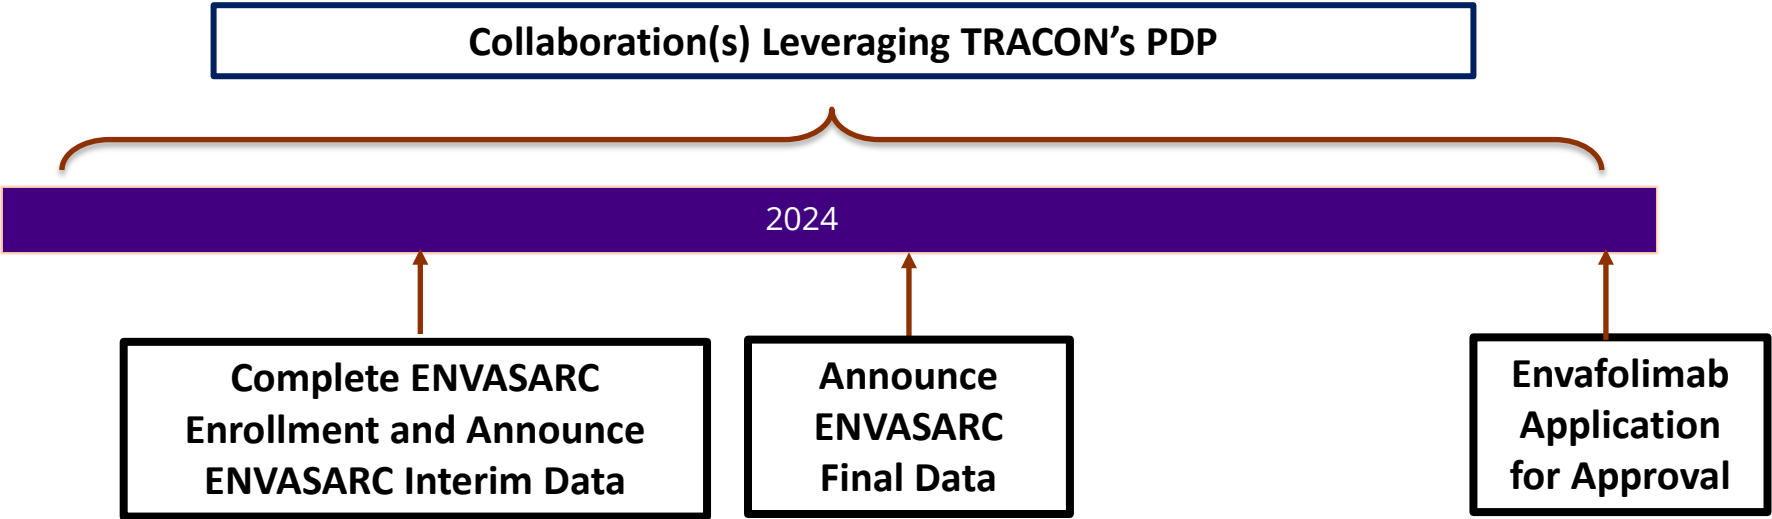 Collaboration(s) Leveraging TRACON’s PDP
2024
Complete ENVASARC
Enrollment and Announce
ENVASARC Interim Data
Announce
ENVASARC
Final Data
Envafolimab
Application
for Approval